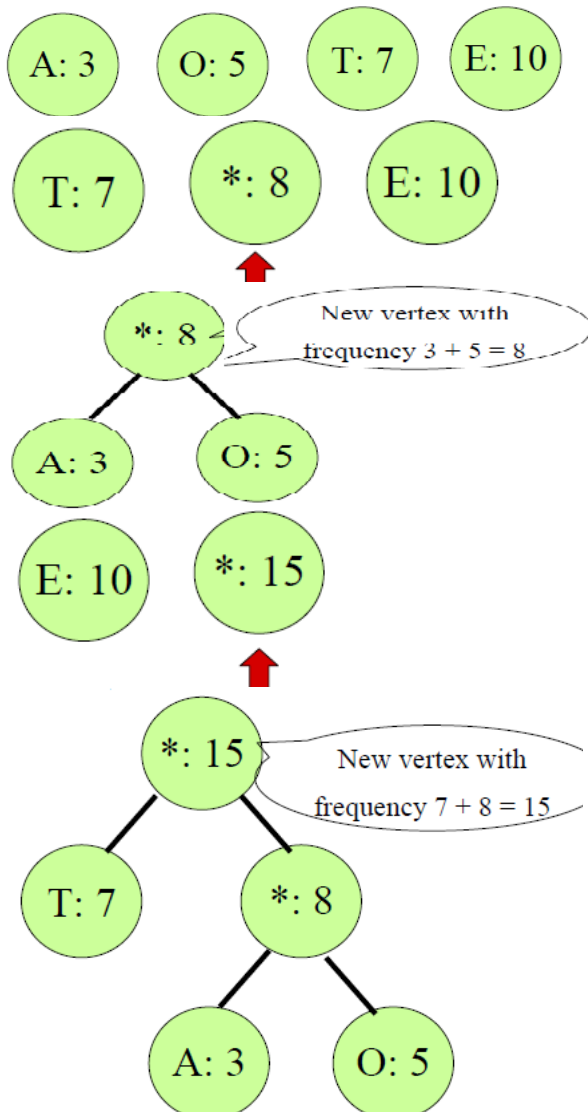 A: 3
O: 5
T: 7
E: 10
T: 7
*: 8
E: 10
*: 8
New vertex with
frequency 3 + 5 = 8
A: 3
O: 5
E: 10
*: 15
*: 15
New vertex with
frequency 7 + 8 = 15
T: 7
*: 8
A: 3
O: 5